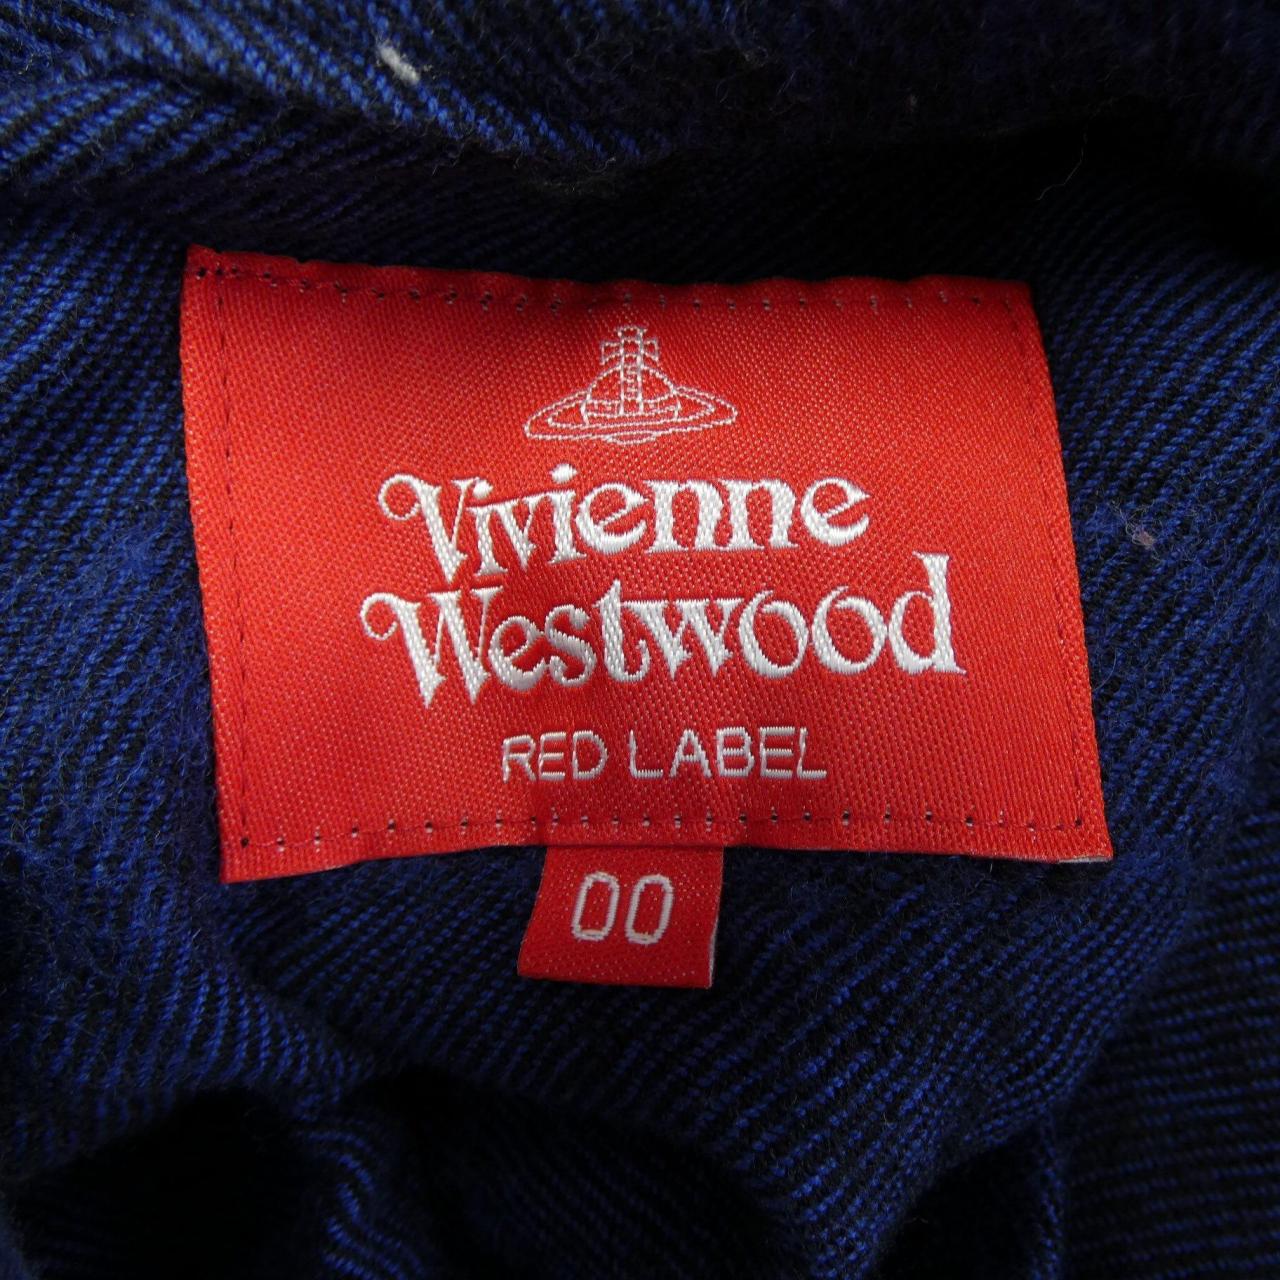 Vivienne
Westwood
RED LABEL
00